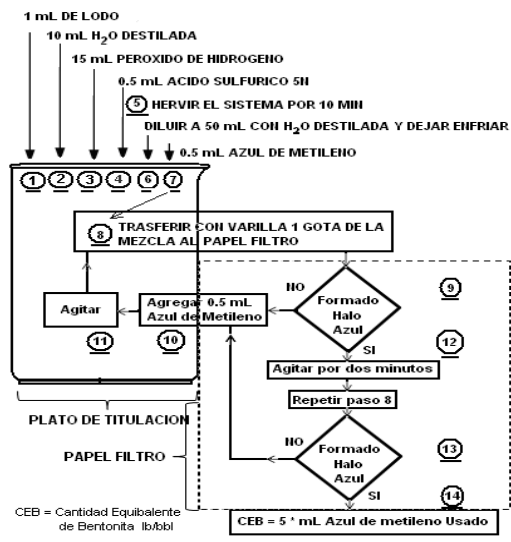 1 mL DE LODO
10 mL H2O DESTILADA
15 mL PEROXIDO DE HIDROGENO
0.5 mL ACIDO SULFURICO 5N
5 HERVIR EL SISTEMA POR 10 MIN
DILUIR A 50 mL CON H2O DESTILADA Y DEJAR ENFRIAR
0.5 mL AZUL DE METILENO
1 2 3 4 6 7
8 TRASFERIR CON VARILLA 1 GOTA DE LA
MEZCLA AL PAPEL FILTRO
NO
Formado
Halo
Azul
9
SI
Agitar
11
Agregar 0.5 mL
Azul de Metileno
10
12
Agitar por dos minutos
Repetir paso 8
NO
Formado
Halo
Azul
13
SI
14
PLATO DE TITULACION
PAPEL FILTRO
CEB = Cantidad Equibalente
de Bentonita lb/bbl
CEB = 5 * mL Azul de metileno Usado